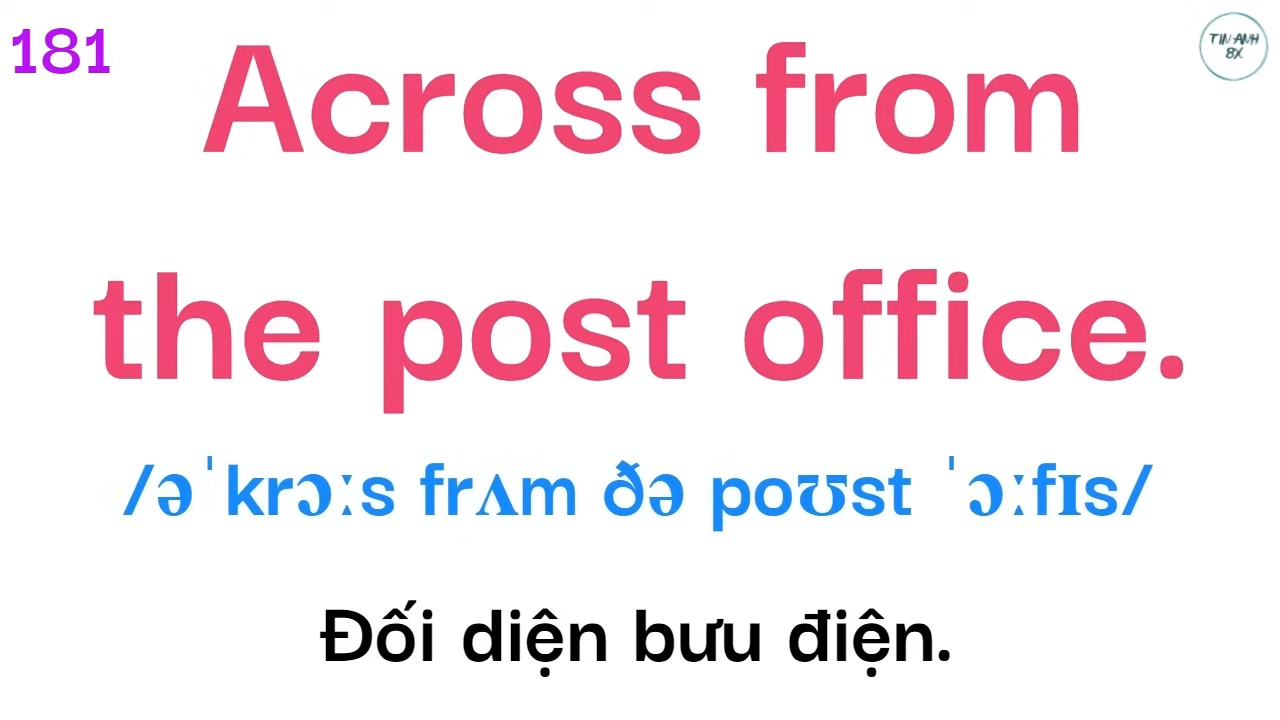 181
TIN ANH
8X
Across from
the post office.
/əˈkrɔːs frʌm ðə poʊst ˈɔːfɪs/
Đối diện bưu điện.